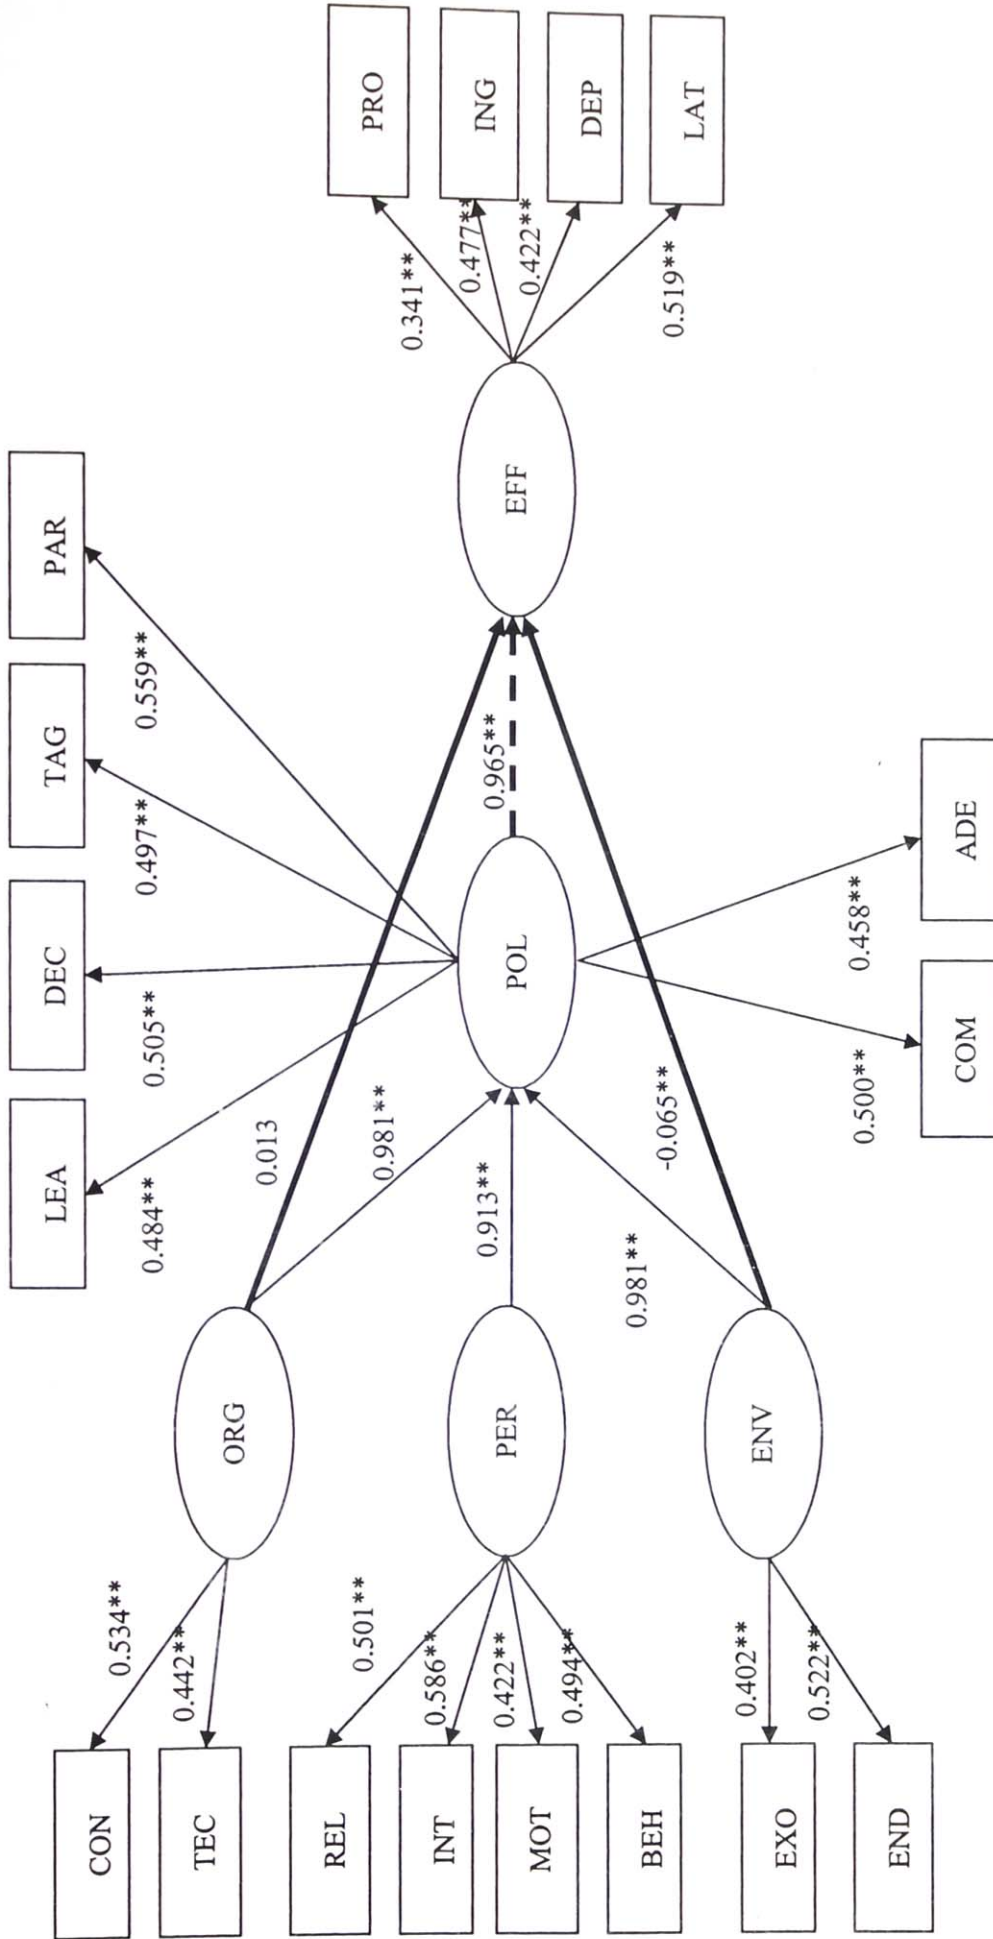 LEA
DEC
TAG
PAR
0.484**
0.505**
0.497**
0.559**
CON
0.534**
TEC
0.442**
ORG
0.013
0.981**
PRO
0.341**
REL
0.501**
INT
0.586**
PER
0.913**
POL
0.965**
EFF
ING
0.477**
MOT
0.422**
DEP
0.422**
BEH
0.494**
LAT
0.519**
0.981**
-0.065**
EXO
0.402**
ENV
END
0.522**
0.500**
0.458**
COM
ADE